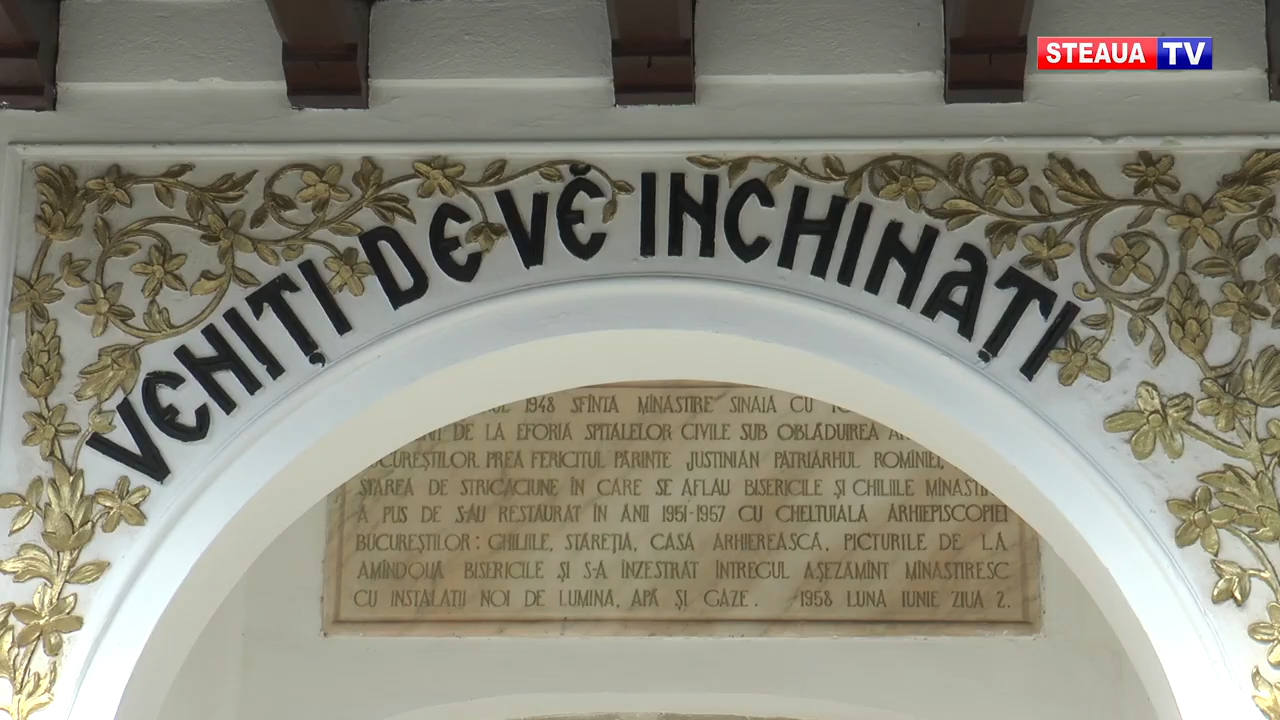 STEAUA TV
VENIȚI DE VĔ INCHINAȚI
1948 SFÎNTA MÎNĂSTIRE SINAIA CU
DE LA EFORIA SPITALELOR CIVILE SUB OBLĂDUIREA
BUCUREȘTILOR. PREA FERICITUL PĂRINTE JUSTINIAN PATRIARHUL ROMÎNIEI,
STAREA DE STRICĂCIUNE ÎN CARE SE AFLAU BISERICILE ȘI CHILIILE
A PUS DE S-AU RESTAURAT ÎN ANII 1951-1957 CU CHELTUIALA ARHIEPISCOPIEI
BUCUREȘTILOR: CHILIILE, STĂREȚIA, CASA ARHIEREASCĂ, PICTURILE DE LA
AMÎNDOUĂ BISERICILE ȘI S-A ÎNZESTRAT ÎNTREGUL AȘEZĂMÎNT MÎNĂSTIRESC
CU INSTALAȚII NOI DE LUMINĂ, APĂ ȘI GAZE. 1958 LUNA IUNIE ZIUA 2.